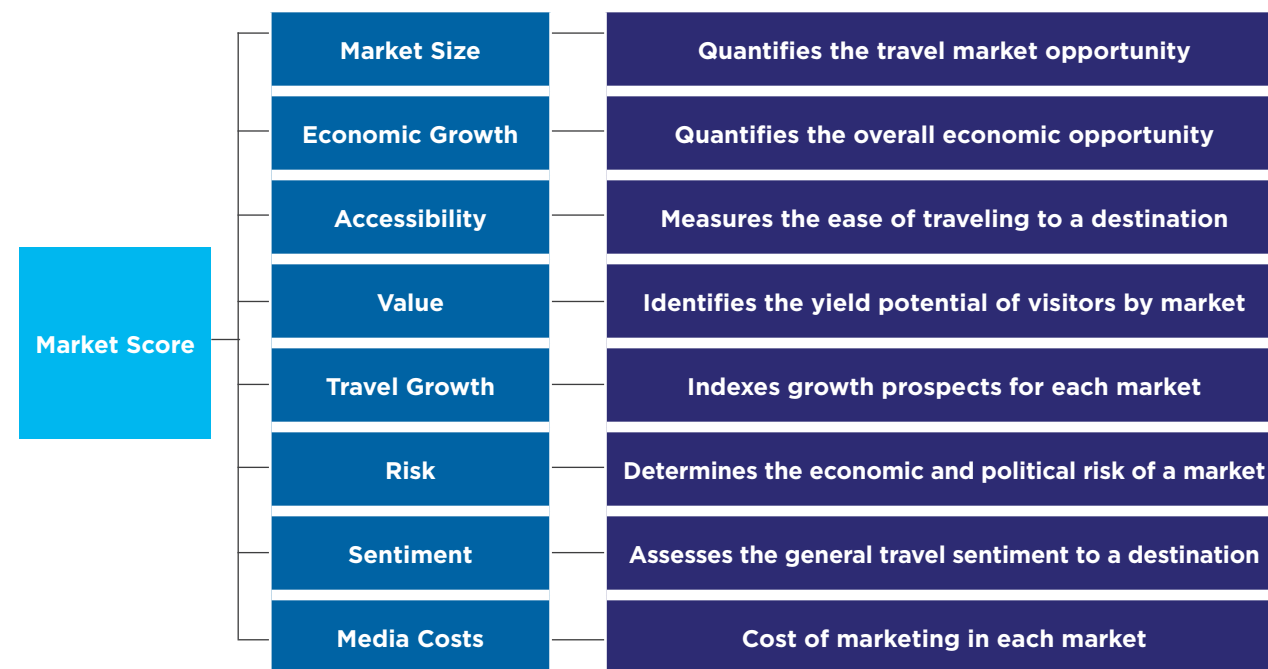 Market Score
Market Size
Quantifies the travel market opportunity
Economic Growth
Quantifies the overall economic opportunity
Accessibility
Measures the ease of traveling to a destination
Value
Identifies the yield potential of visitors by market
Travel Growth
Indexes growth prospects for each market
Risk
Determines the economic and political risk of a market
Sentiment
Assesses the general travel sentiment to a destination
Media Costs
Cost of marketing in each market